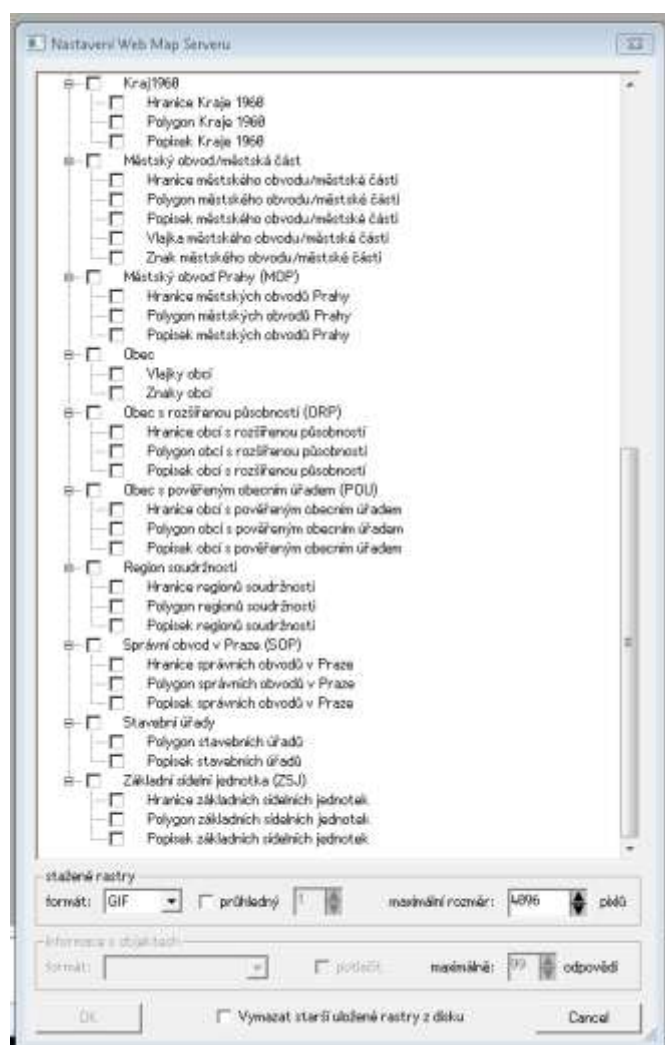 Nastavení Web Map Serveru
Kraj1960
Hranice Kraje 1960
Polygon Kraje 1960
Popisek Kraje 1960
Městský obvod/městská část
Hranice městského obvodu/městské části
Polygon městského obvodu/městské části
Popisek městského obvodu/městské části
Vlajka městského obvodu/městské části
Znak městského obvodu/městské části
Městský obvod Prahy (MOP)
Hranice městských obvodů Prahy
Polygon městských obvodů Prahy
Popisek městských obvodů Prahy
Obec
Vlajky obcí
Znaky obcí
Obec s rozšířenou působností (ORP)
Hranice obcí s rozšířenou působností
Polygon obcí s rozšířenou působností
Popisek obcí s rozšířenou působností
Obec s pověřeným obecním úřadem (POU)
Hranice obcí s pověřeným obecním úřadem
Polygon obcí s pověřeným obecním úřadem
Popisek obcí s pověřeným obecním úřadem
Region soudržnosti
Hranice regionů soudržnosti
Polygon regionů soudržnosti
Popisek regionů soudržnosti
Správní obvod v Praze (SOP)
Hranice správních obvodů v Praze
Polygon správních obvodů v Praze
Popisek správních obvodů v Praze
Stavební úřady
Polygon stavebních úřadů
Popisek stavebních úřadů
Základní sídelní jednotka (ZSJ)
Hranice základních sídelních jednotek
Polygon základních sídelních jednotek
Popisek základních sídelních jednotek
stažené rastry
formát: GIF průhledný 1 maximální rozměr: 4096 pixlů
Informace o objektech
formát: potlačit maximálně: 99 odpovědí
OK Vymazat starší uložené rastry z disku Cancel